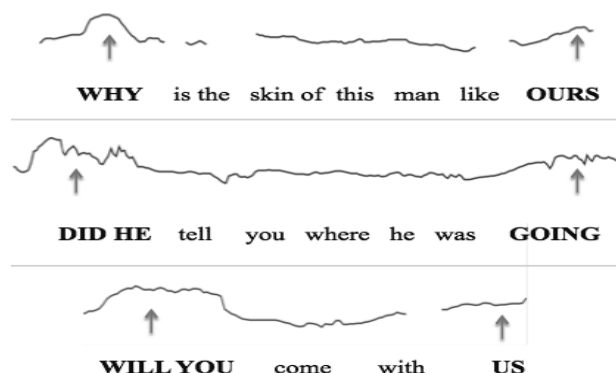 WHY is the skin of this man like OURS
DID HE tell you where he was GOING
WILL YOU come with US